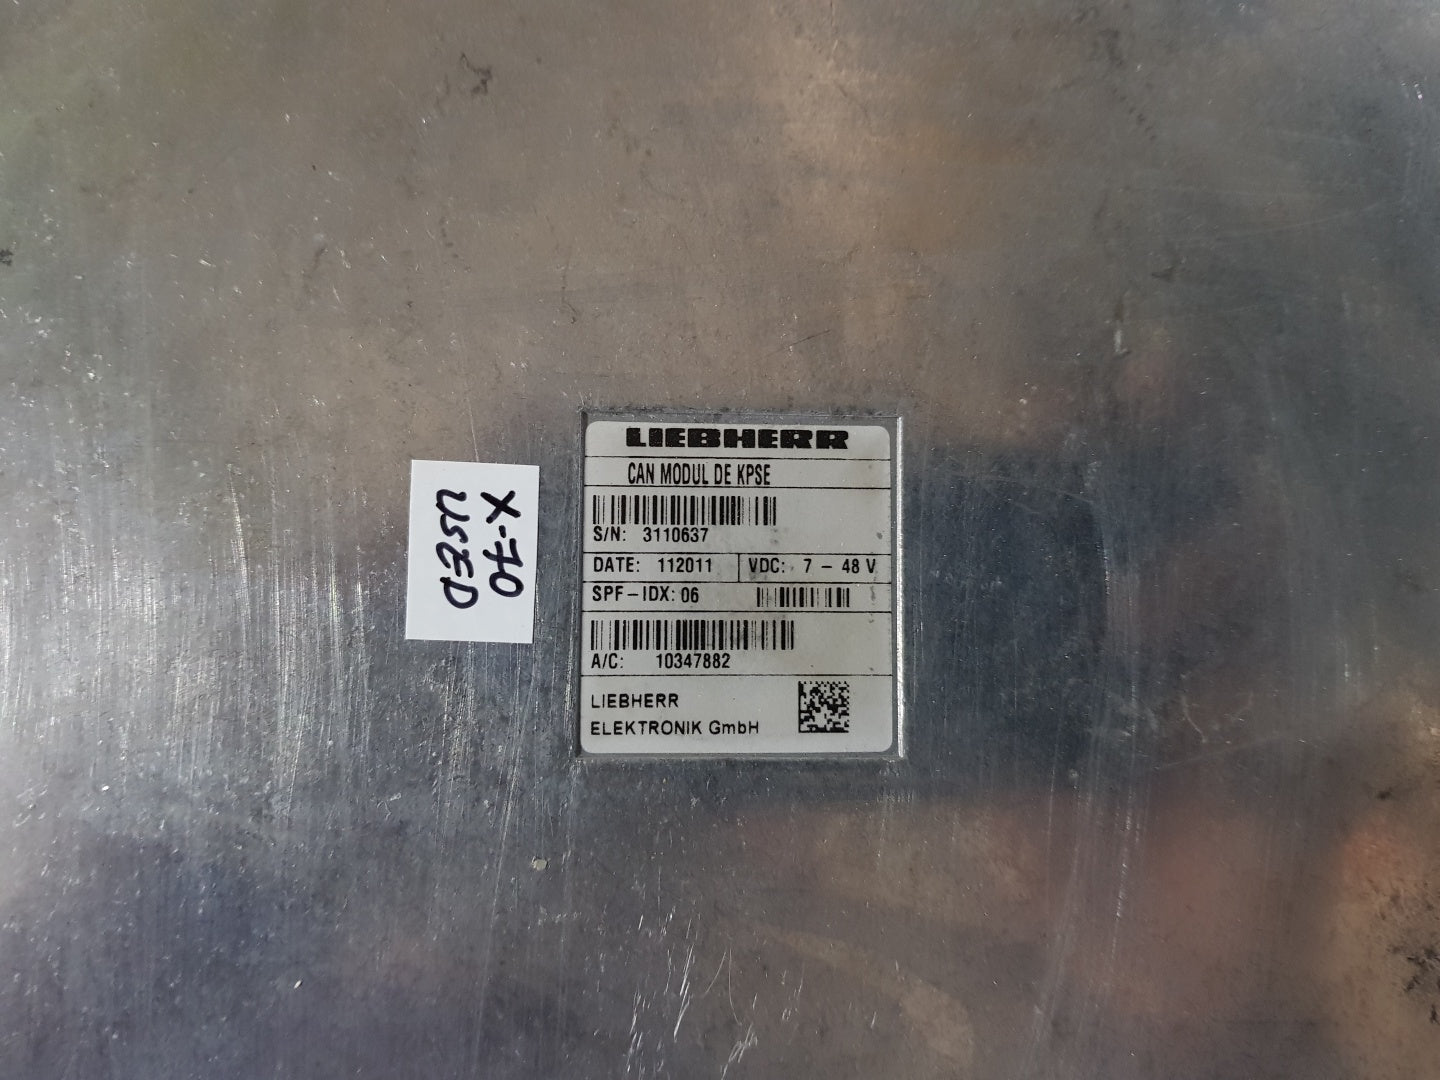 X-70
USED
LIEBHERR
CAN MODUL DE KPSE
S/N: 3110637
DATE: 112011 VDC: 7 - 48 V
SPF-IDX: 06
A/C: 10347882
LIEBHERR
ELEKTRONIK GmbH